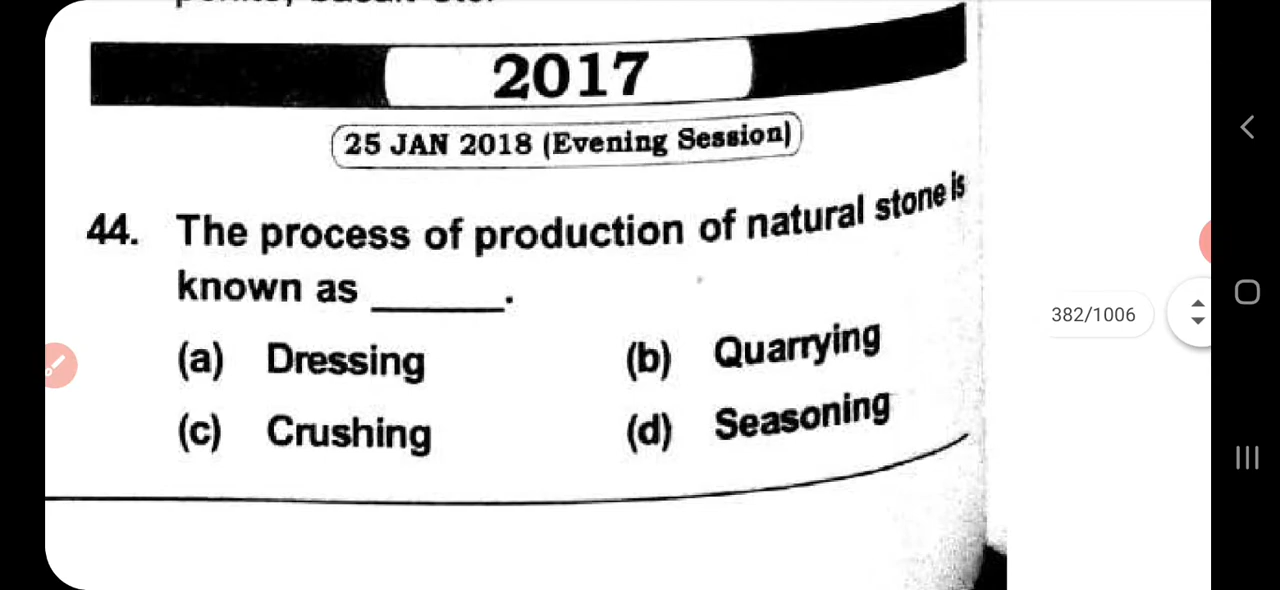 2017
25 JAN 2018 (Evening Session)
44. The process of production of natural stone is
known as ______.
(a) Dressing (b) Quarrying
(c) Crushing (d) Seasoning
382/1006